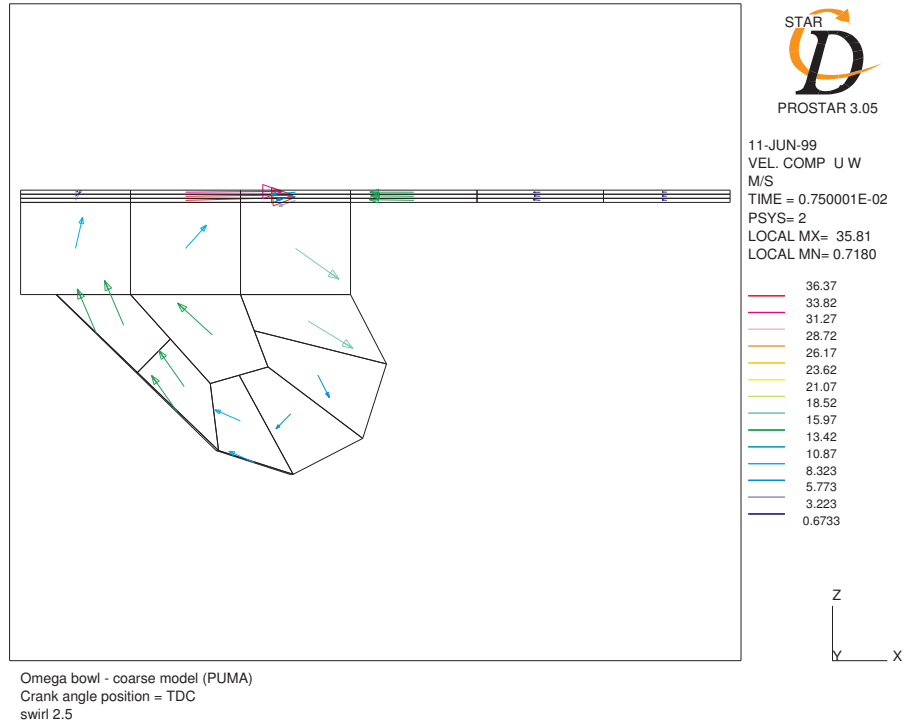 STAR
D
PROSTAR 3.05
11-JUN-99
VEL. COMP U W
M/S
TIME = 0.750001E-02
PSYS= 2
LOCAL MX= 35.81
LOCAL MN= 0.7180
36.37
33.82
31.27
28.72
26.17
23.62
21.07
18.52
15.97
13.42
10.87
8.323
5.773
3.223
0.6733
Z
Y X
Omega bowl - coarse model (PUMA)
Crank angle position = TDC
swirl 2.5